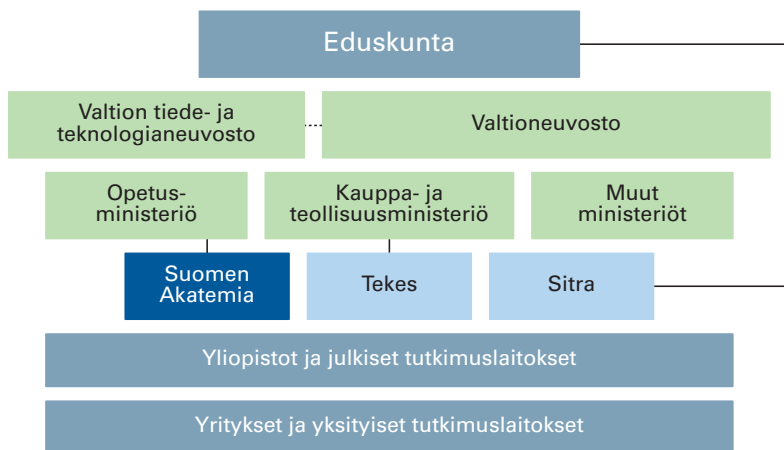 Eduskunta
Valtion tiede- ja
teknologianeuvosto
Valtioneuvosto
Opetus-
ministeriö
Kauppa- ja
teollisuusministeriö
Muut
ministeriöt
Suomen
Akatemia
Tekes
Sitra
Yliopistot ja julkiset tutkimuslaitokset
Yritykset ja yksityiset tutkimuslaitokset